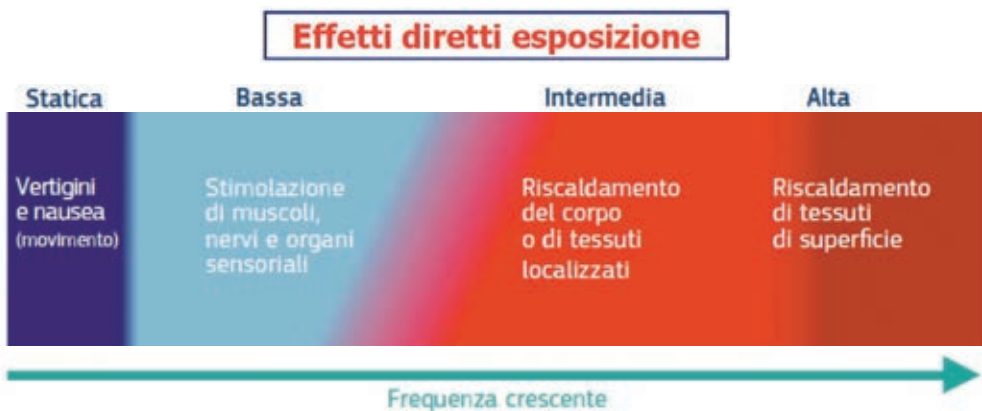 Effetti diretti esposizione
Statica
Bassa
Intermedia
Alta
Vertigini
e nausea
(movimento)
Stimolazione
di muscoli,
nervi e organi
sensoriali
Riscaldamento
del corpo
o di tessuti
localizzati
Riscaldamento
di tessuti
di superficie
Frequenza crescente